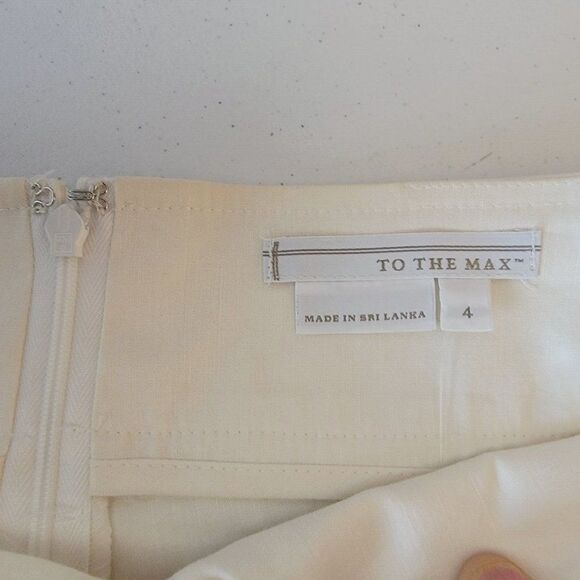 TO THE MAX™
MADE IN SRI LANKA
4